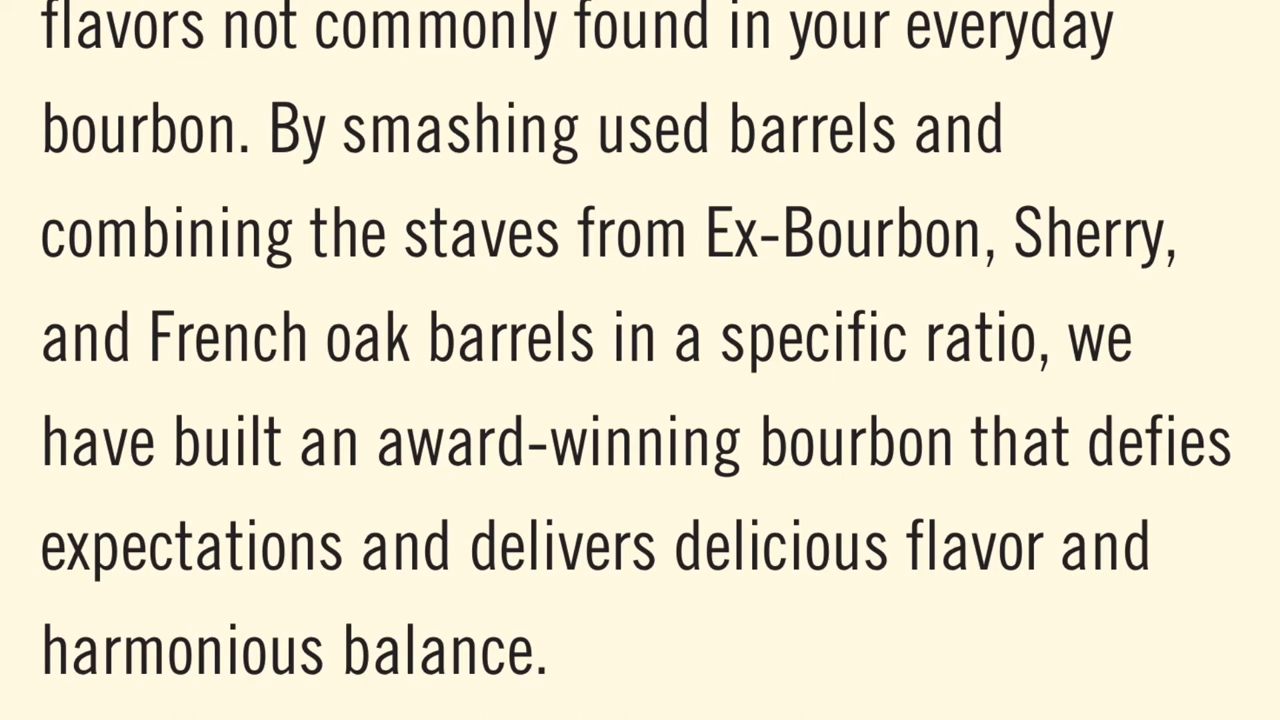 flavors not commonly found in your everyday
bourbon. By smashing used barrels and
combining the staves from Ex-Bourbon, Sherry,
and French oak barrels in a specific ratio, we
have built an award-winning bourbon that defies
expectations and delivers delicious flavor and
harmonious balance.